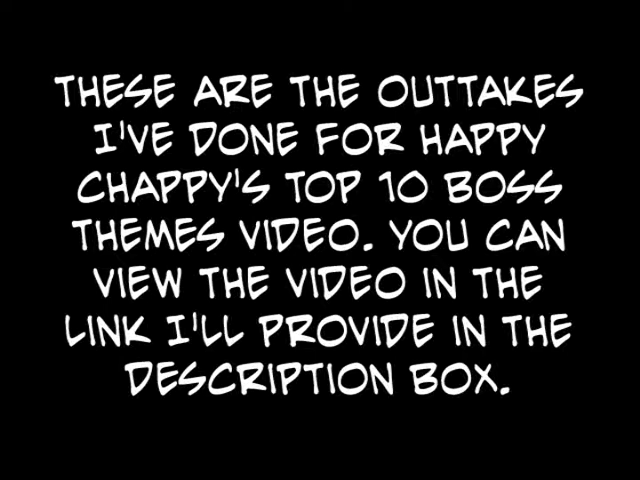 THESE ARE THE OUTTAKES
I'VE DONE FOR HAPPY
CHAPPY'S TOP 10 BOSS
THEMES VIDEO. YOU CAN
VIEW THE VIDEO IN THE
LINK I'LL PROVIDE IN THE
DESCRIPTION BOX.